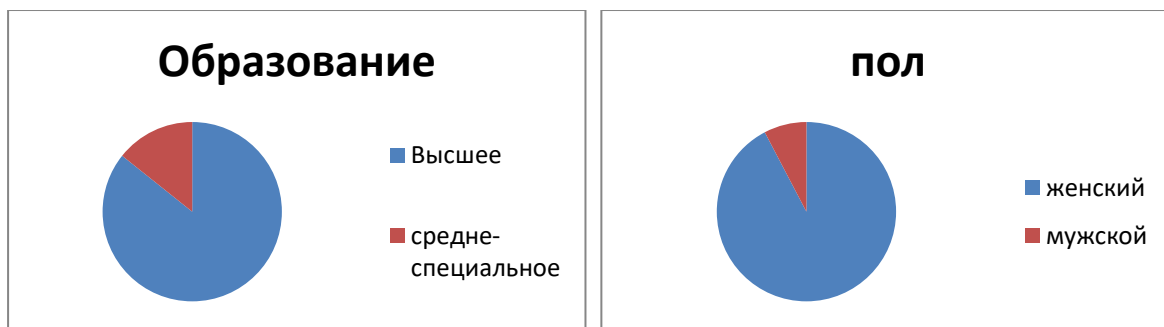 Образование
Высшее
средне-
специальное
пол
женский
мужской